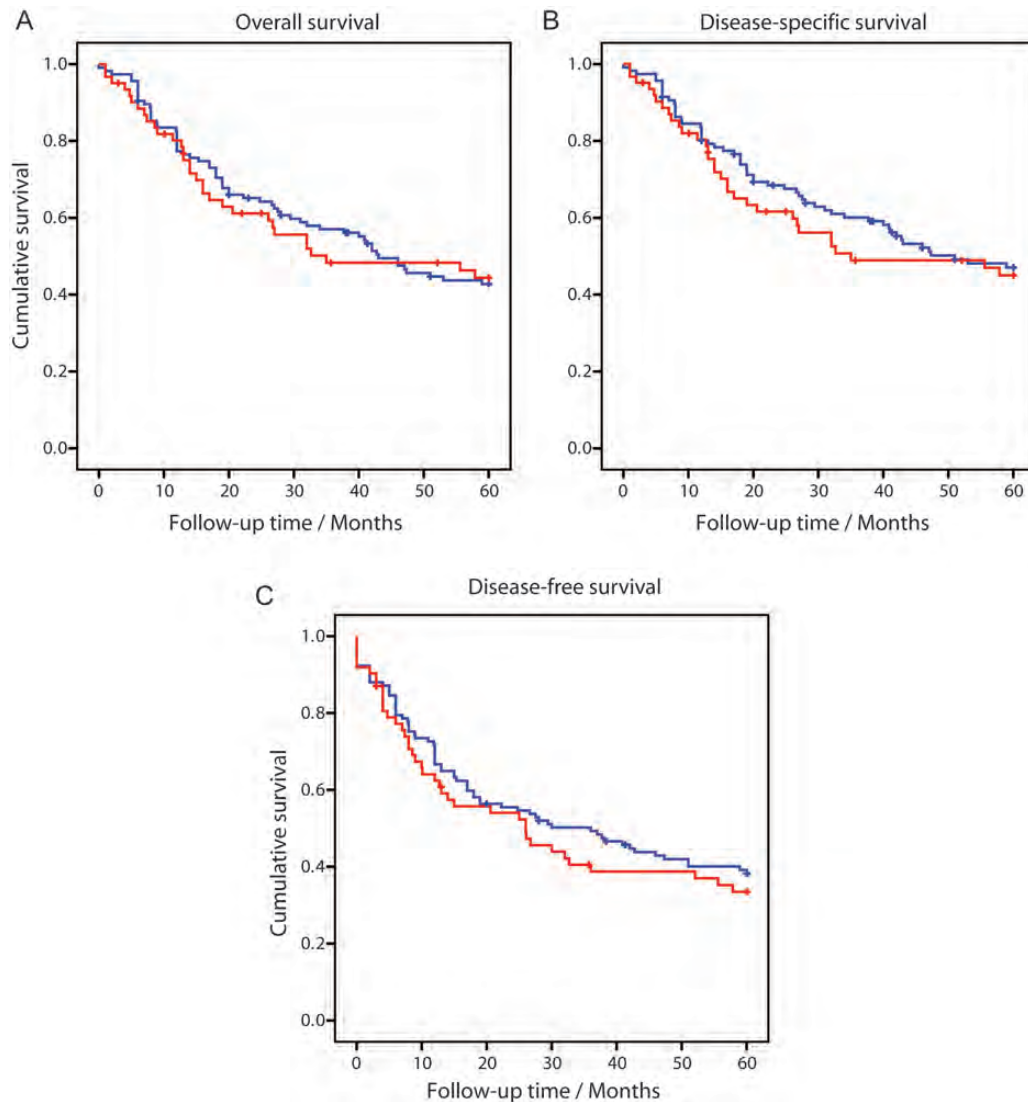 A
Overall survival
1.0
0.8
0.6
0.4
0.2
0.0
Cumulative survival
0 10 20 30 40 50 60
Follow-up time / Months
B
Disease-specific survival
1.0
0.8
0.6
0.4
0.2
0.0
0 10 20 30 40 50 60
Follow-up time / Months
C
Disease-free survival
1.0
0.8
0.6
0.4
0.2
0.0
Cumulative survival
0 10 20 30 40 50 60
Follow-up time / Months